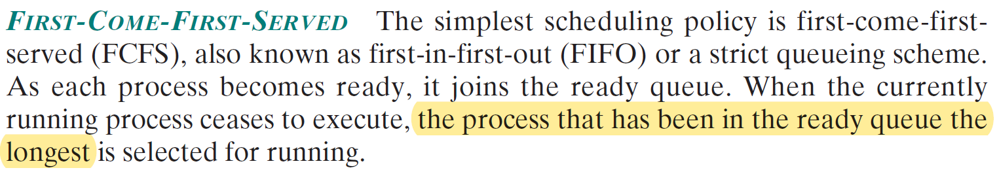 FIRST-COME-FIRST-SERVED The simplest scheduling policy is first-come-first-
served (FCFS), also known as first-in-first-out (FIFO) or a strict queueing scheme.
As each process becomes ready, it joins the ready queue. When the currently
running process ceases to execute, the process that has been in the ready queue the
longest is selected for running.